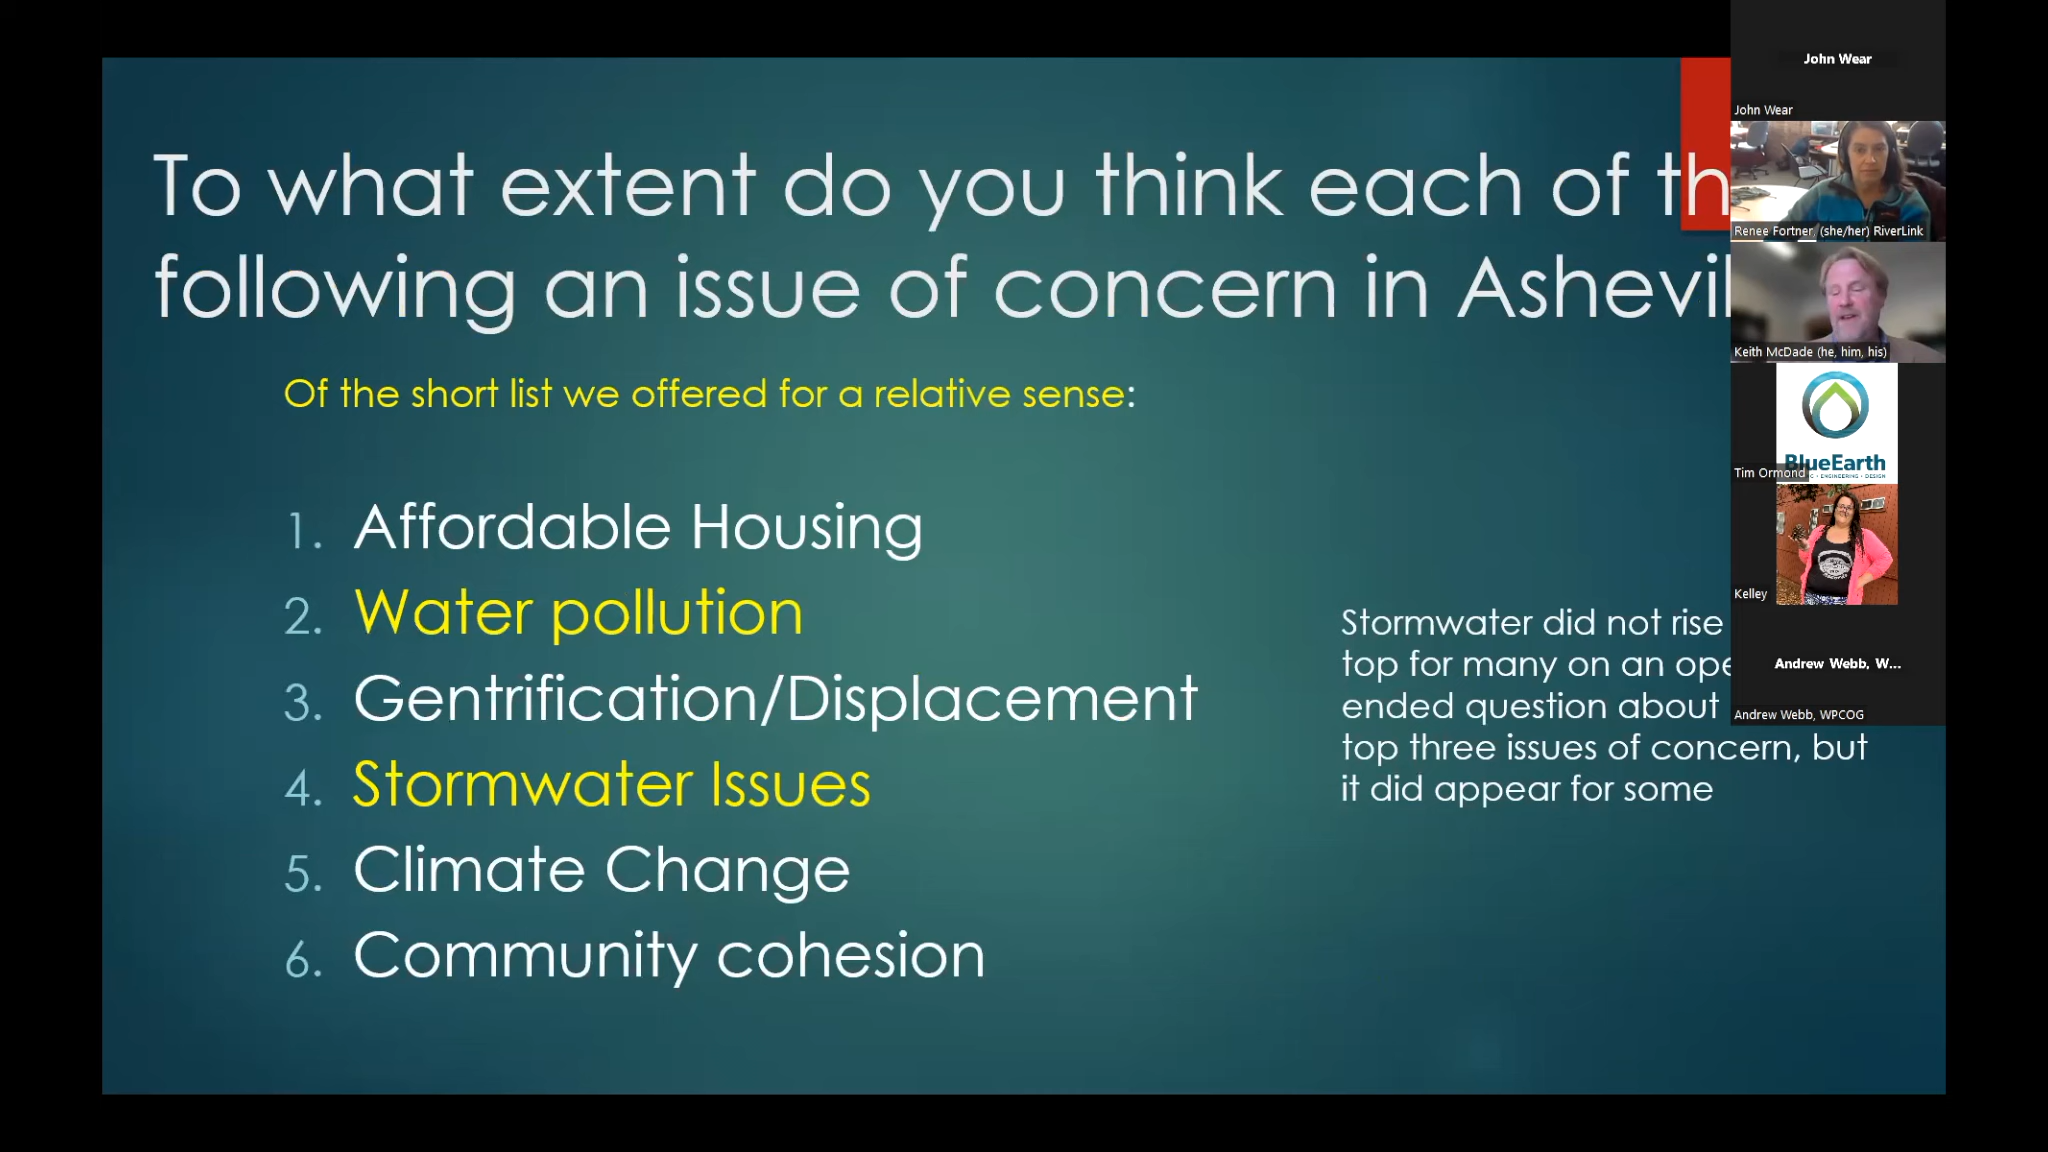 To what extent do you think each of th
following an issue of concern in Ashevil
Of the short list we offered for a relative sense:
1. Affordable Housing
2. Water pollution
3. Gentrification/Displacement
4. Stormwater Issues
5. Climate Change
6. Community cohesion
Stormwater did not rise
top for many on an ope
ended question about
top three issues of concern, but
it did appear for some
John Wear
John Wear
Renee Fortner, (she/her) RiverLink
Keith McDade (he, him, his)
BlueEarth
ENGINEERING • DESIGN
Tim Ormond
Kelley
Andrew Webb, W...
Andrew Webb, WPCOG